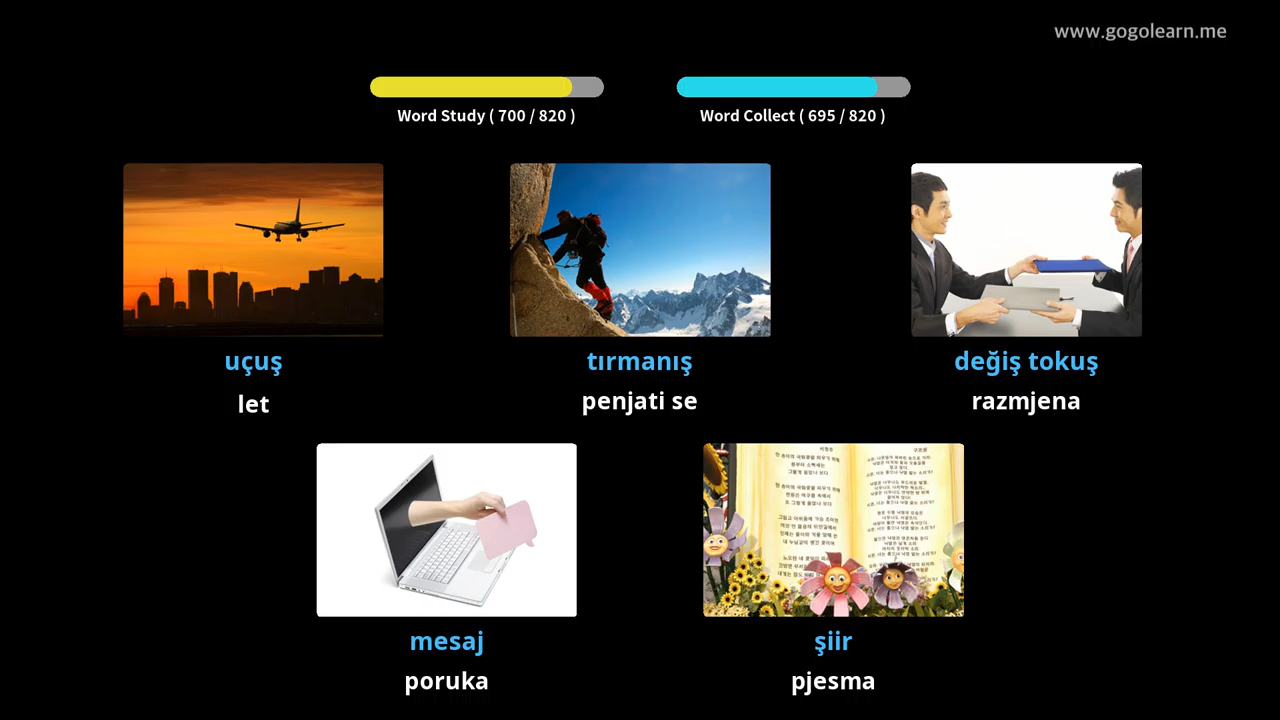 www.gogolearn.me
Word Study ( 700 / 820 )
Word Collect ( 695 / 820 )
uçuş
let
tırmanış
penjati se
değiş tokuş
razmjena
mesaj
poruka
şiir
pjesma